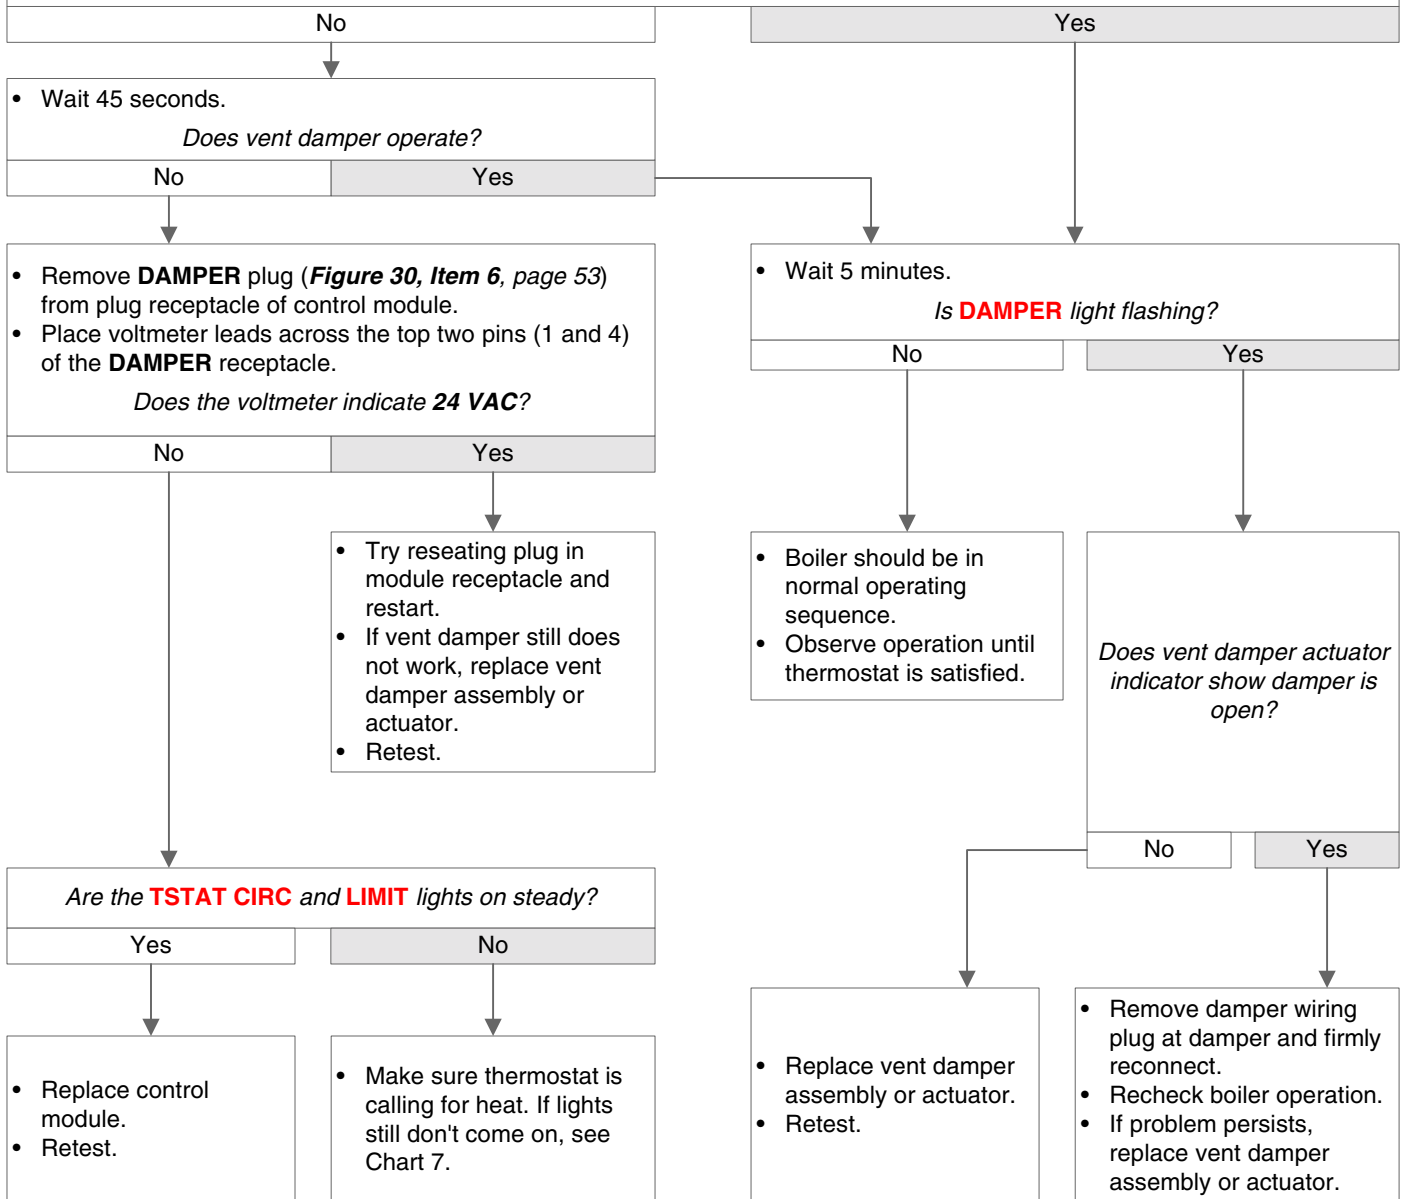 No
Yes
• Wait 45 seconds.
Does vent damper operate?
No
Yes
• Remove DAMPER plug (Figure 30, Item 6, page 53)
from plug receptacle of control module.
• Place voltmeter leads across the top two pins (1 and 4)
of the DAMPER receptacle.
Does the voltmeter indicate 24 VAC?
No
Yes
• Wait 5 minutes.
Is DAMPER light flashing?
No
Yes
• Try reseating plug in
module receptacle and
restart.
• If vent damper still does
not work, replace vent
damper assembly or
actuator.
• Retest.
• Boiler should be in
normal operating
sequence.
• Observe operation until
thermostat is satisfied.
Does vent damper actuator
indicator show damper is
open?
No
Yes
Are the TSTAT CIRC and LIMIT lights on steady?
Yes
No
• Replace control
module.
• Retest.
• Make sure thermostat is
calling for heat. If lights
still don't come on, see
Chart 7.
• Replace vent damper
assembly or actuator.
• Retest.
• Remove damper wiring
plug at damper and firmly
reconnect.
• Recheck boiler operation.
• If problem persists,
replace vent damper
assembly or actuator.